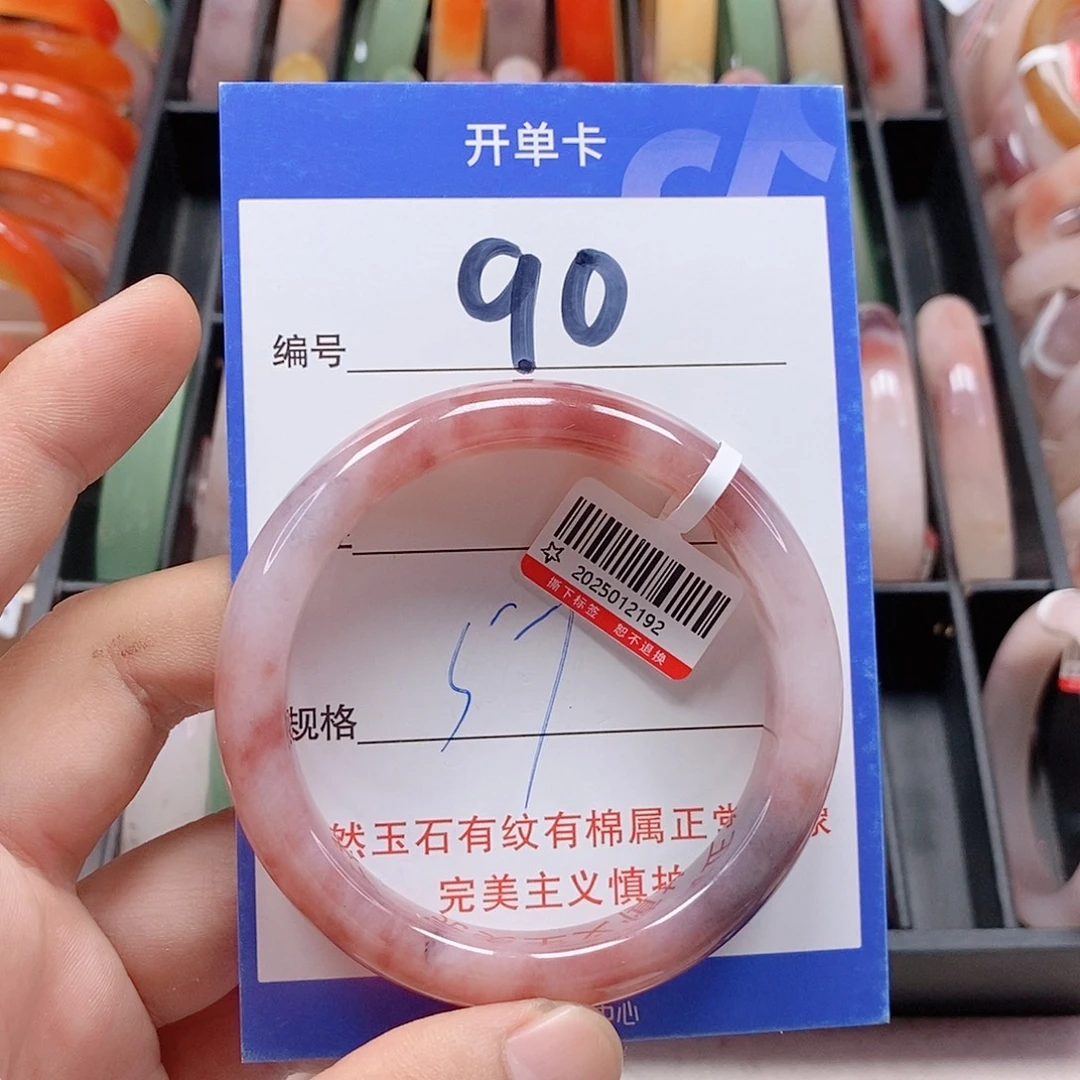 开单卡
编号 90
2025012192
撕下标签 恕不退换
规格 57
然玉石有纹有棉属正常
完美主义慎拍
心